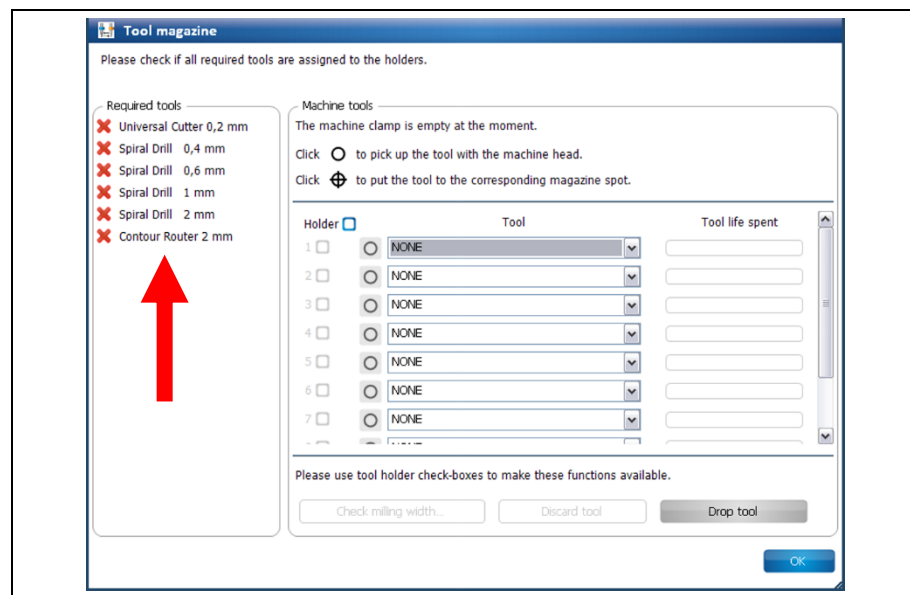 Tool magazine
Please check if all required tools are assigned to the holders.
Required tools
Universal Cutter 0,2 mm
Spiral Drill 0,4 mm
Spiral Drill 0,6 mm
Spiral Drill 1 mm
Spiral Drill 2 mm
Contour Router 2 mm
Machine tools
The machine clamp is empty at the moment.
Click to pick up the tool with the machine head.
Click to put the tool to the corresponding magazine spot.
Holder Tool Tool life spent
1 NONE
2 NONE
3 NONE
4 NONE
5 NONE
6 NONE
7 NONE
Please use tool holder check-boxes to make these functions available.
Check milling width... Discard tool Drop tool
OK